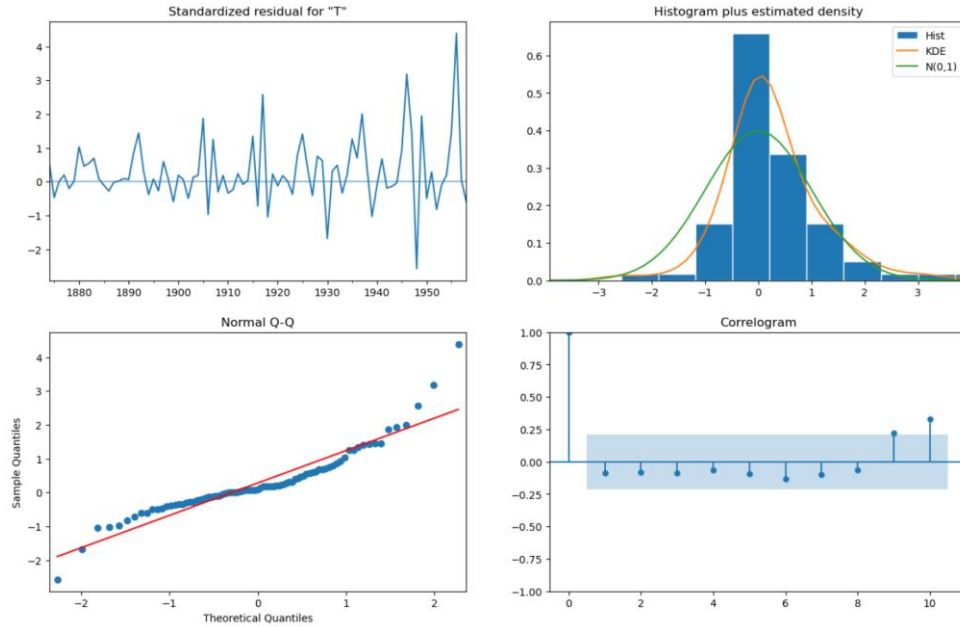 Standardized residual for "T"
4
3
2
1
0
−1
−2
1880 1890 1900 1910 1920 1930 1940 1950
Histogram plus estimated density
Hist
KDE
N(0,1)
0.6
0.5
0.4
0.3
0.2
0.1
0.0
−3 −2 −1 0 1 2 3
Normal Q-Q
Sample Quantiles
4
3
2
1
0
−1
−2
−2 −1 0 1 2
Theoretical Quantiles
Correlogram
1.00
0.75
0.50
0.25
0.00
−0.25
−0.50
−0.75
−1.00
0 2 4 6 8 10